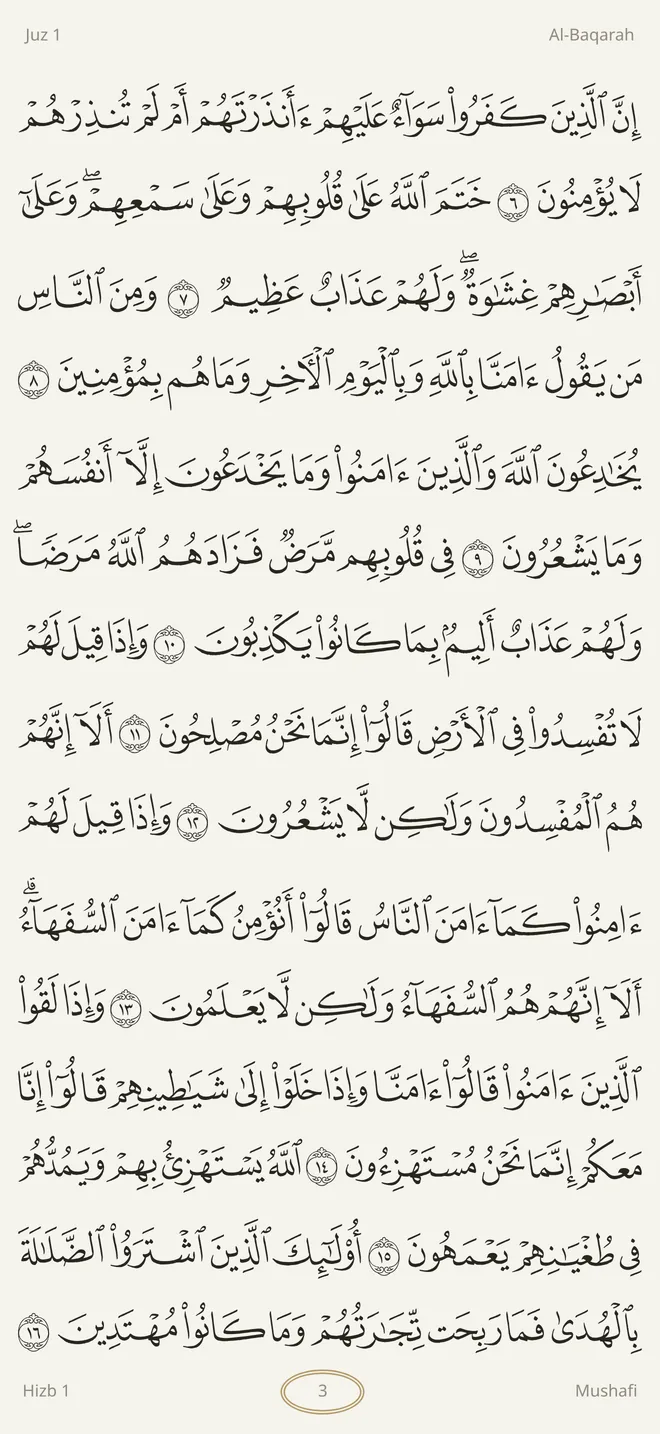 Juz 1
Al-Baqarah
إِنَّ ٱلَّذِينَ كَفَرُوا۟ سَوَآءٌ عَلَيْهِمْ ءَأَنذَرْتَهُمْ أَمْ لَمْ تُنذِرْهُمْ
لَا يُؤْمِنُونَ ٦ خَتَمَ ٱللَّهُ عَلَىٰ قُلُوبِهِمْ وَعَلَىٰ سَمْعِهِمْ ۖ وَعَلَىٰٓ
أَبْصَـٰرِهِمْ غِشَـٰوَةٌ ۖ وَلَهُمْ عَذَابٌ عَظِيمٌ ٧ وَمِنَ ٱلنَّاسِ
مَن يَقُولُ ءَامَنَّا بِٱللَّهِ وَبِٱلْيَوْمِ ٱلْـَٔاخِرِ وَمَا هُم بِمُؤْمِنِينَ ٨
يُخَـٰدِعُونَ ٱللَّهَ وَٱلَّذِينَ ءَامَنُوا۟ وَمَا يَخْدَعُونَ إِلَّآ أَنفُسَهُمْ
وَمَا يَشْعُرُونَ ٩ فِى قُلُوبِهِم مَّرَضٌ فَزَادَهُمُ ٱللَّهُ مَرَضًا ۖ
وَلَهُمْ عَذَابٌ أَلِيمٌۢ بِمَا كَانُوا۟ يَكْذِبُونَ ١٠ وَإِذَا قِيلَ لَهُمْ
لَا تُفْسِدُوا۟ فِى ٱلْأَرْضِ قَالُوٓا۟ إِنَّمَا نَحْنُ مُصْلِحُونَ ١١ أَلَآ إِنَّهُمْ
هُمُ ٱلْمُفْسِدُونَ وَلَـٰكِن لَّا يَشْعُرُونَ ١٢ وَإِذَا قِيلَ لَهُمْ
ءَامِنُوا۟ كَمَآ ءَامَنَ ٱلنَّاسُ قَالُوٓا۟ أَنُؤْمِنُ كَمَآ ءَامَنَ ٱلسُّفَهَآءُ ۗ
أَلَآ إِنَّهُمْ هُمُ ٱلسُّفَهَآءُ وَلَـٰكِن لَّا يَعْلَمُونَ ١٣ وَإِذَا لَقُوا۟
ٱلَّذِينَ ءَامَنُوا۟ قَالُوٓا۟ ءَامَنَّا وَإِذَا خَلَوْا۟ إِلَىٰ شَيَـٰطِينِهِمْ قَالُوٓا۟ إِنَّا
مَعَكُمْ إِنَّمَا نَحْنُ مُسْتَهْزِءُونَ ١٤ ٱللَّهُ يَسْتَهْزِئُ بِهِمْ وَيَمُدُّهُمْ
فِى طُغْيَـٰنِهِمْ يَعْمَهُونَ ١٥ أُو۟لَـٰٓئِكَ ٱلَّذِينَ ٱشْتَرَوُا۟ ٱلضَّلَـٰلَةَ
بِٱلْهُدَىٰ فَمَا رَبِحَت تِّجَـٰرَتُهُمْ وَمَا كَانُوا۟ مُهْتَدِينَ ١٦
Hizb 1
3
Mushafi